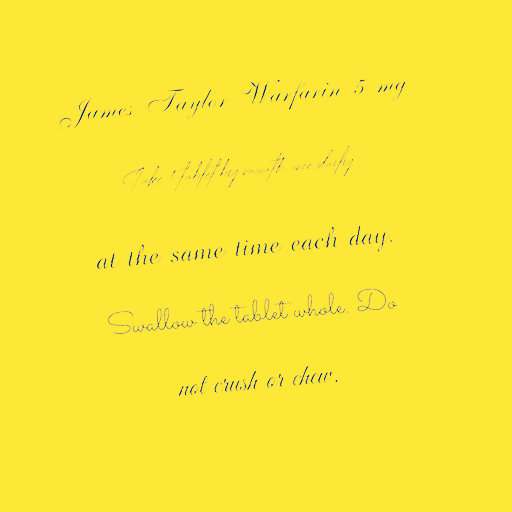 James Taylor Warfarin 5 mg
Take 1 tablet by mouth once daily
at the same time each day.
Swallow the tablet whole. Do
not crush or chew.